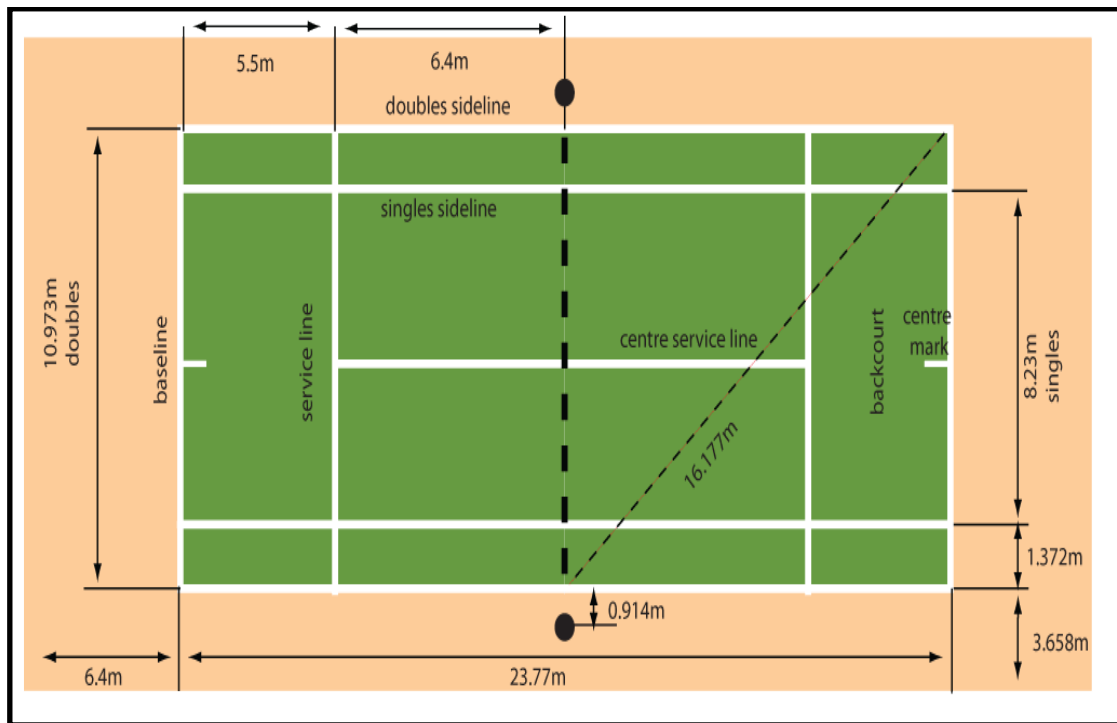 5.5m
6.4m
doubles sideline
singles sideline
10.973m
doubles
baseline
service line
centre service line
backcourt
centre
mark
8.23m
singles
16.177m
1.372m
0.914m
3.658m
6.4m
23.77m